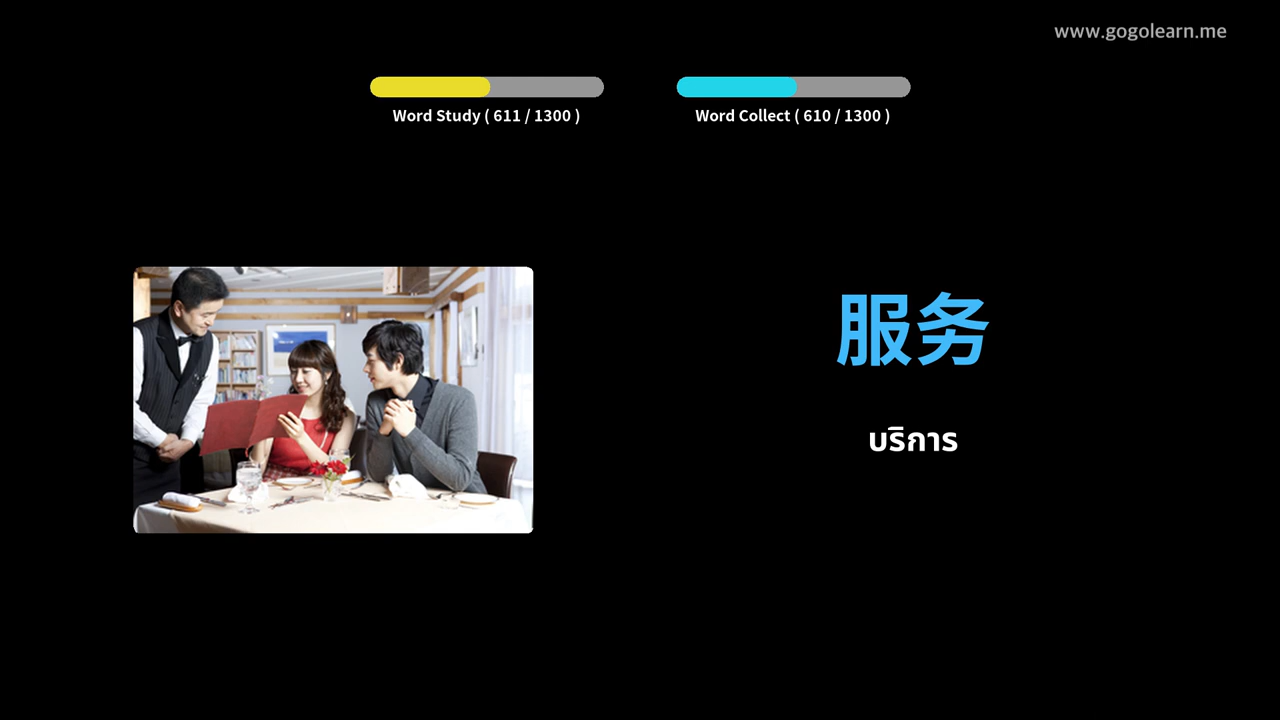 www.gogolearn.me
Word Study ( 611 / 1300 )
Word Collect ( 610 / 1300 )
服务
บริการ